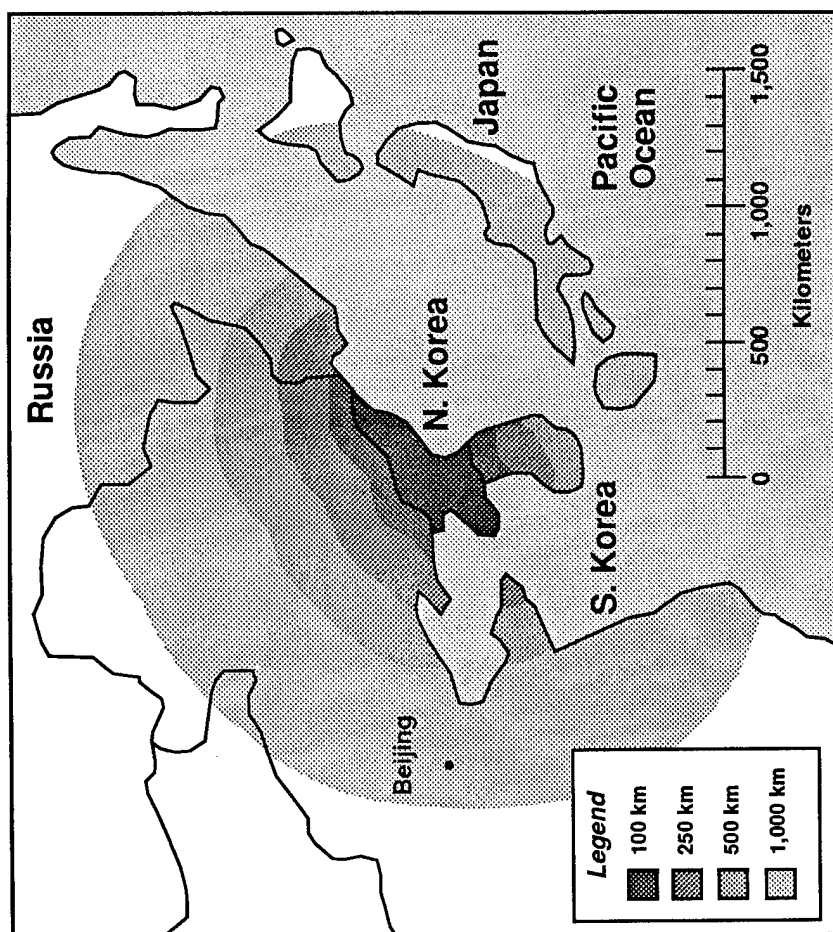 Russia
Japan
N. Korea
S. Korea
Pacific
Ocean
Beijing
Legend
100 km
250 km
500 km
1,000 km
0
500
1,000
1,500
Kilometers